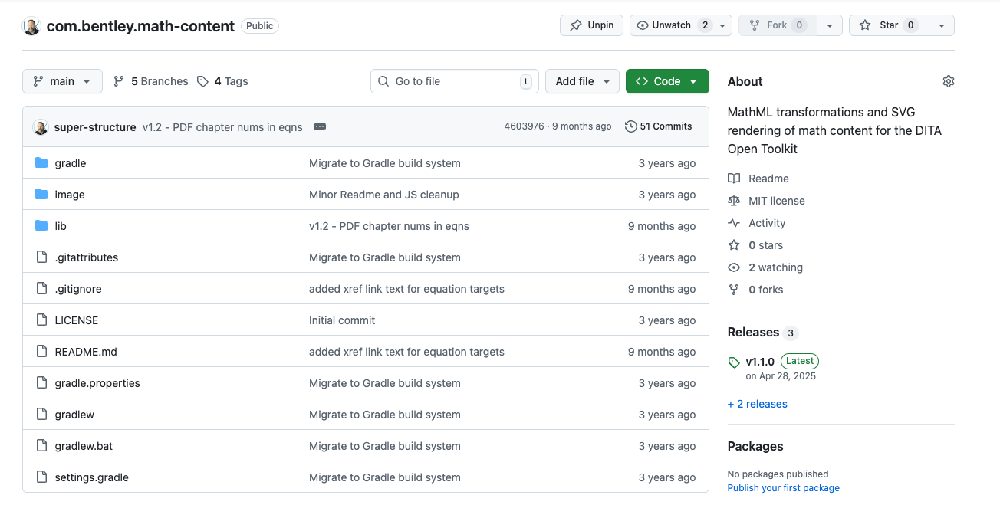 com.bentley.math-content Public Unpin Unwatch 2 Fork 0 Star 0
main 5 Branches 4 Tags Go to file t Add file Code
super-structure v1.2 - PDF chapter nums in eqns 4603976 · 9 months ago 51 Commits
gradle Migrate to Gradle build system 3 years ago
image Minor Readme and JS cleanup 3 years ago
lib v1.2 - PDF chapter nums in eqns 9 months ago
.gitattributes Migrate to Gradle build system 3 years ago
.gitignore added xref link text for equation targets 9 months ago
LICENSE Initial commit 3 years ago
README.md added xref link text for equation targets 9 months ago
gradle.properties Migrate to Gradle build system 3 years ago
gradlew Migrate to Gradle build system 3 years ago
gradlew.bat Migrate to Gradle build system 3 years ago
settings.gradle Migrate to Gradle build system 3 years ago
About
MathML transformations and SVG
rendering of math content for the DITA
Open Toolkit
Readme
MIT license
Activity
0 stars
2 watching
0 forks
Releases 3
v1.1.0 Latest
on Apr 28, 2025
+ 2 releases
Packages
No packages published
Publish your first package